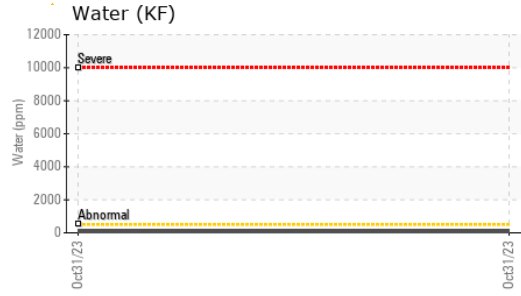 Water (KF)
12000
10000
8000
6000
4000
2000
0
Water (ppm)
Severe
Abnormal
Oct31/23
Oct31/23